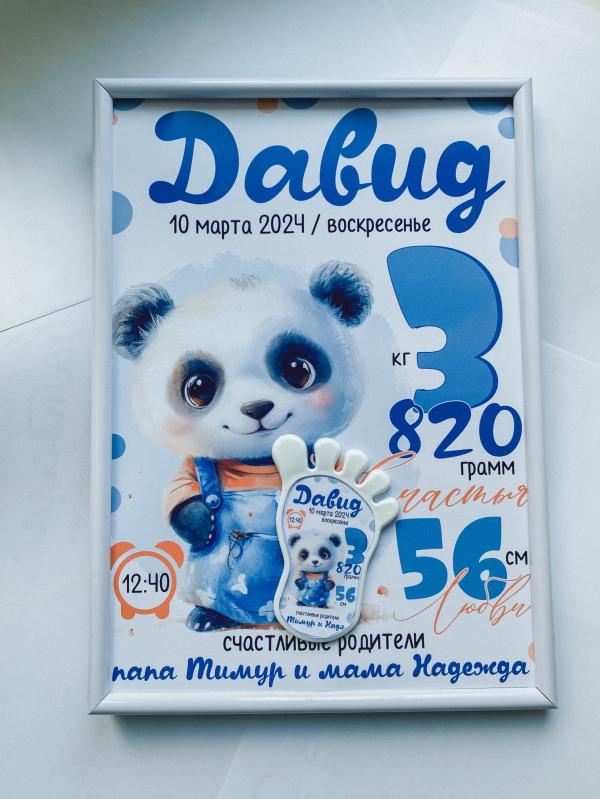 Давид
10 марта 2024 / воскресенье
кг 3
820
грамм
счастья
56 см
Любви
12:40
счастливые родители
папа Тимур и мама Надежда
Давид
10 марта 2024
воскресенье
12:40
3
820
грамм
56
см
счастливые родители
Тимур и